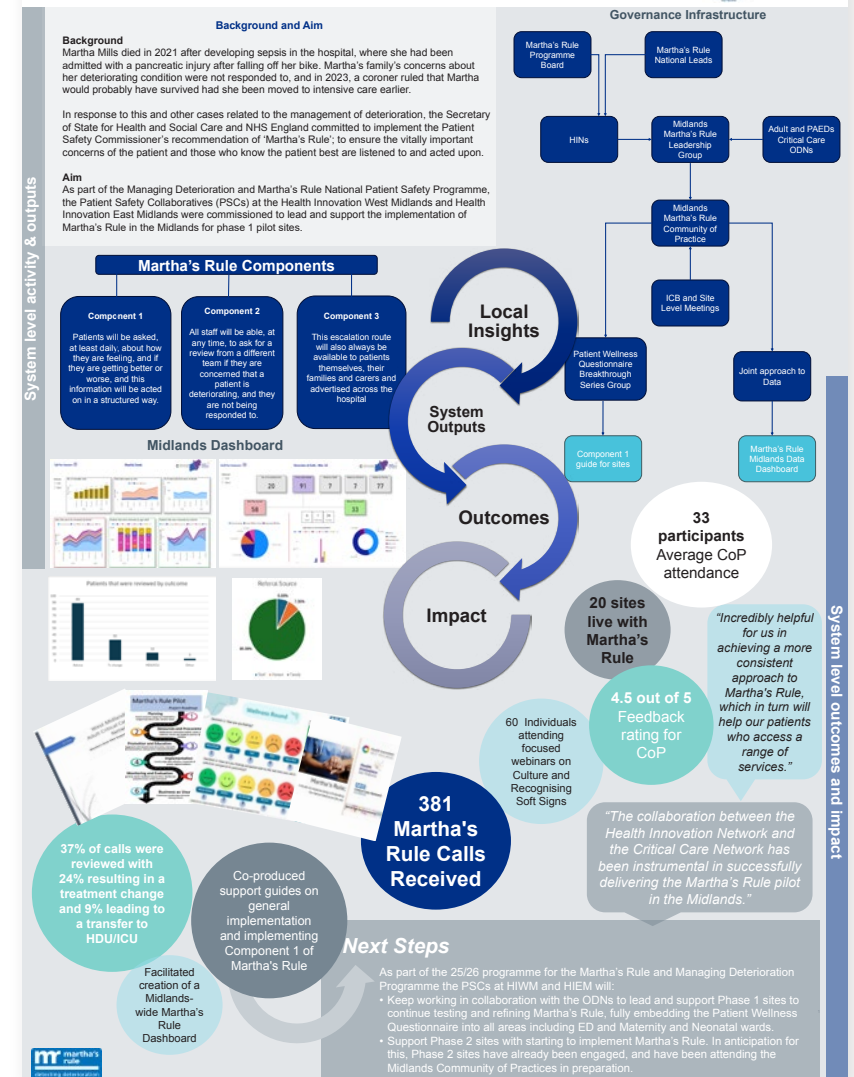 Background and Aim
Background
Martha Mills died in 2021 after developing sepsis in the hospital, where she had been
admitted with a pancreatic injury after falling off her bike. Martha's family's concerns about
her deteriorating condition were not responded to, and in 2023, a coroner ruled that Martha
would probably have survived had she been moved to intensive care earlier.
In response to this and other cases related to the management of deterioration, the Secretary
of State for Health and Social Care and NHS England committed to implement the Patient
Safety Commissioner's recommendation of 'Martha's Rule'; to ensure the vitally important
concerns of the patient and those who know the patient best are listened to and acted upon.
Aim
As part of the Managing Deterioration and Martha's Rule National Patient Safety Programme,
the Patient Safety Collaboratives (PSCs) at the Health Innovation West Midlands and Health
Innovation East Midlands were commissioned to lead and support the implementation of
Martha's Rule in the Midlands for phase 1 pilot sites.
System level activity & outputs
Governance Infrastructure
Martha's Rule
Programme
Board
Martha's Rule
National Leads
HINs
Midlands
Martha's Rule
Leadership
Group
Adult and PAEDs
Critical Care
ODNs
Midlands
Martha's Rule
Community of
Practice
ICB and Site
Level Meetings
Patient Wellness
Questionnaire
Breakthrough
Series Group
Joint approach to
Data
Component 1
guide for sites
Martha's Rule
Midlands Data
Dashboard
Martha's Rule Components
Component 1
Patients will be asked,
at least daily, about how
they are feeling, and if
they are getting better or
worse, and this
information will be acted
on in a structured way.
Component 2
All staff will be able, at
any time, to ask for a
review from a different
team if they are
concerned that a
patient is
deteriorating, and they
are not being
responded to.
Component 3
This escalation route
will also always be
available to patients
themselves, their
families and carers and
advertised across the
hospital
Local
Insights
System
Outputs
Outcomes
Impact
Midlands Dashboard
20
91
7
7
77
58
33
Patients that were reviewed by outcome
Referral Source
Martha's Rule Pilot
Wellness Round
33
participants
Average CoP
attendance
20 sites
live with
Martha's
Rule
4.5 out of 5
Feedback
rating for
CoP
60 Individuals
attending
focused
webinars on
Culture and
Recognising
Soft Signs
"Incredibly helpful
for us in
achieving a more
consistent
approach to
Martha's Rule,
which in turn will
help our patients
who access a
range of
services."
System level outcomes and impact
381
Martha's
Rule Calls
Received
"The collaboration between the
Health Innovation Network and
the Critical Care Network has
been instrumental in successfully
delivering the Martha's Rule pilot
in the Midlands."
37% of calls were
reviewed with
24% resulting in a
treatment change
and 9% leading to
a transfer to
HDU/ICU
Co-produced
support guides on
general
implementation
and implementing
Component 1 of
Martha's Rule
Facilitated
creation of a
Midlands-
wide Martha's
Rule
Dashboard
Next Steps
As part of the 25/26 programme for the Martha's Rule and Managing Deterioration
Programme the PSCs at HIWM and HIEM will:
• Keep working in collaboration with the ODNs to lead and support Phase 1 sites to
continue testing and refining Martha's Rule, fully embedding the Patient Wellness
Questionnaire into all areas including ED and Maternity and Neonatal wards.
• Support Phase 2 sites with starting to implement Martha's Rule. In anticipation for
this, Phase 2 sites have already been engaged, and have been attending the
Midlands Community of Practices in preparation.
mr martha's
rule
detecting deterioration